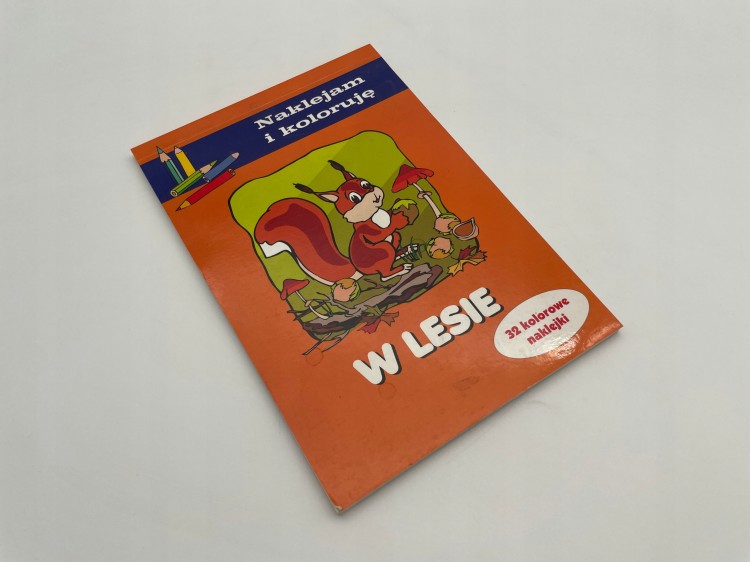 Naklejam
i koloruję
W LESIE
32 kolorowe
naklejki